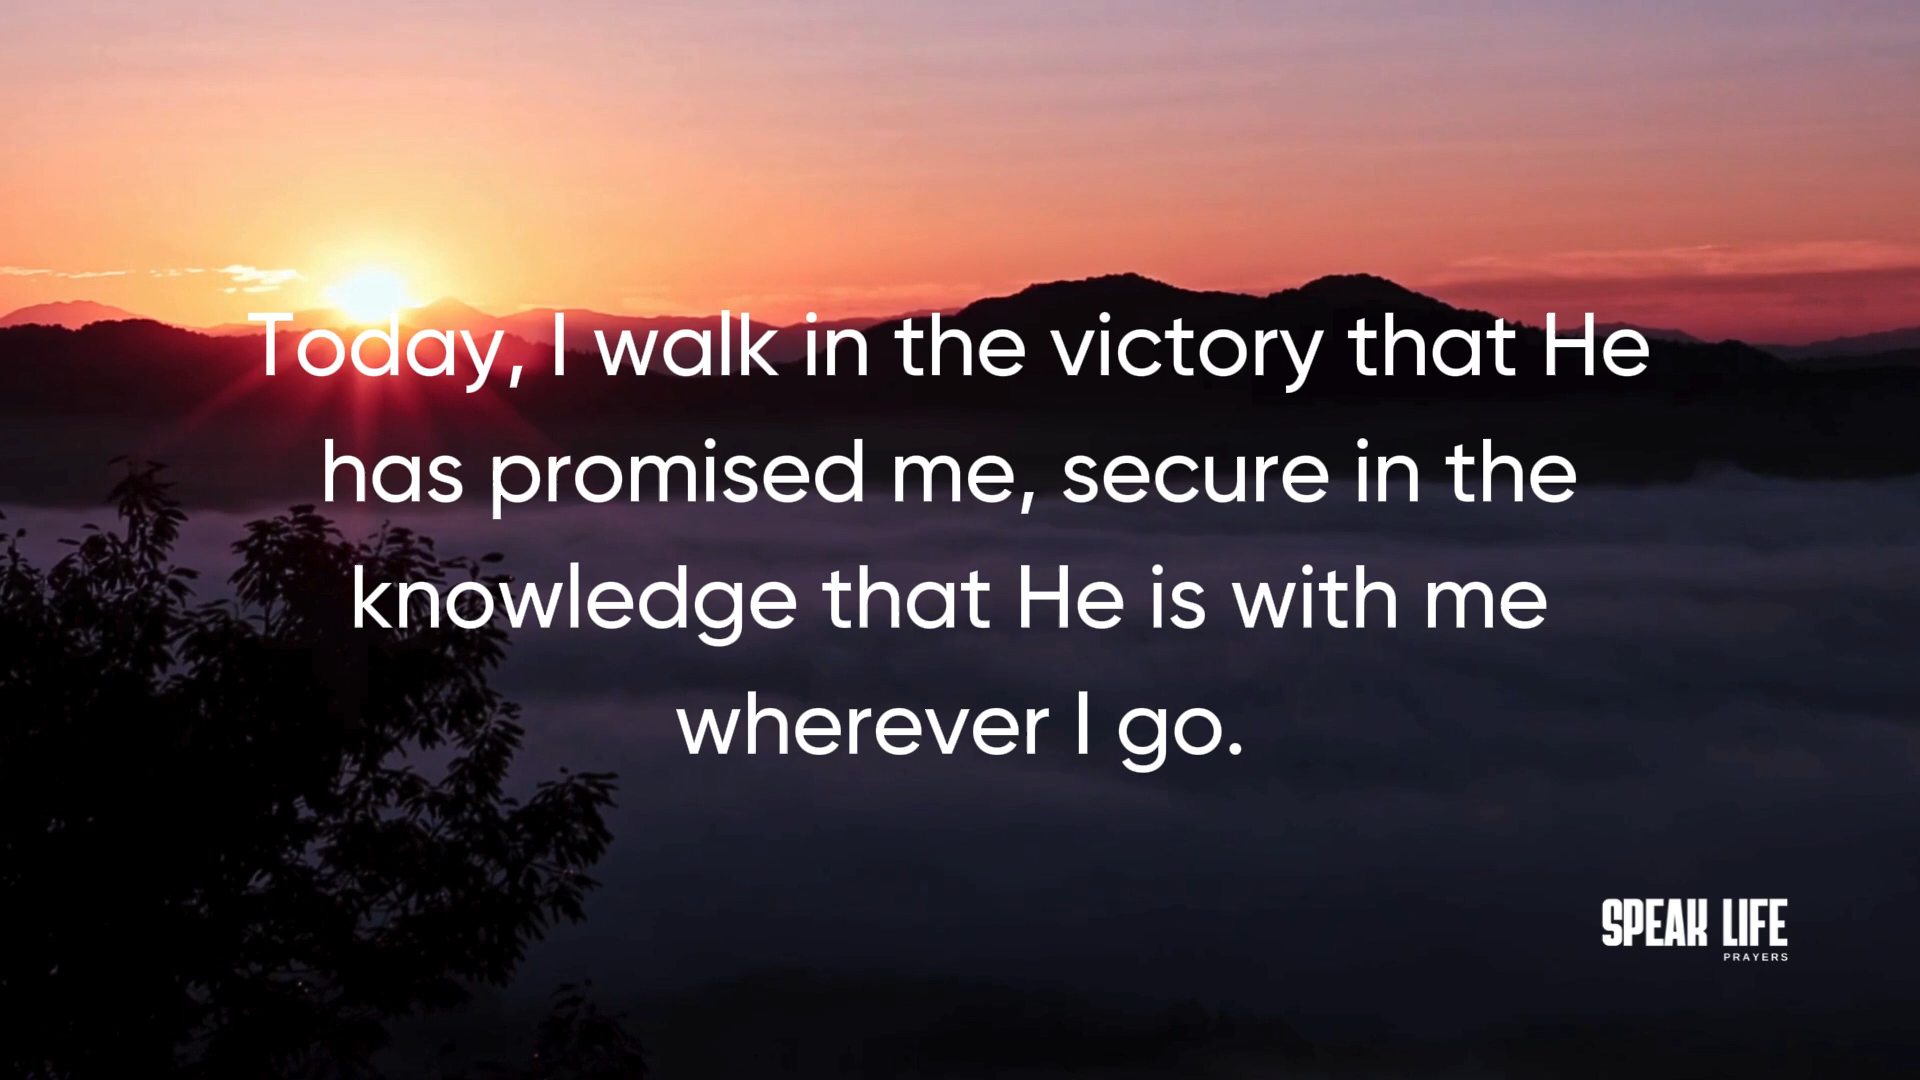 Today, I walk in the victory that He
has promised me, secure in the
knowledge that He is with me
wherever I go.
SPEAK LIFE
PRAYERS